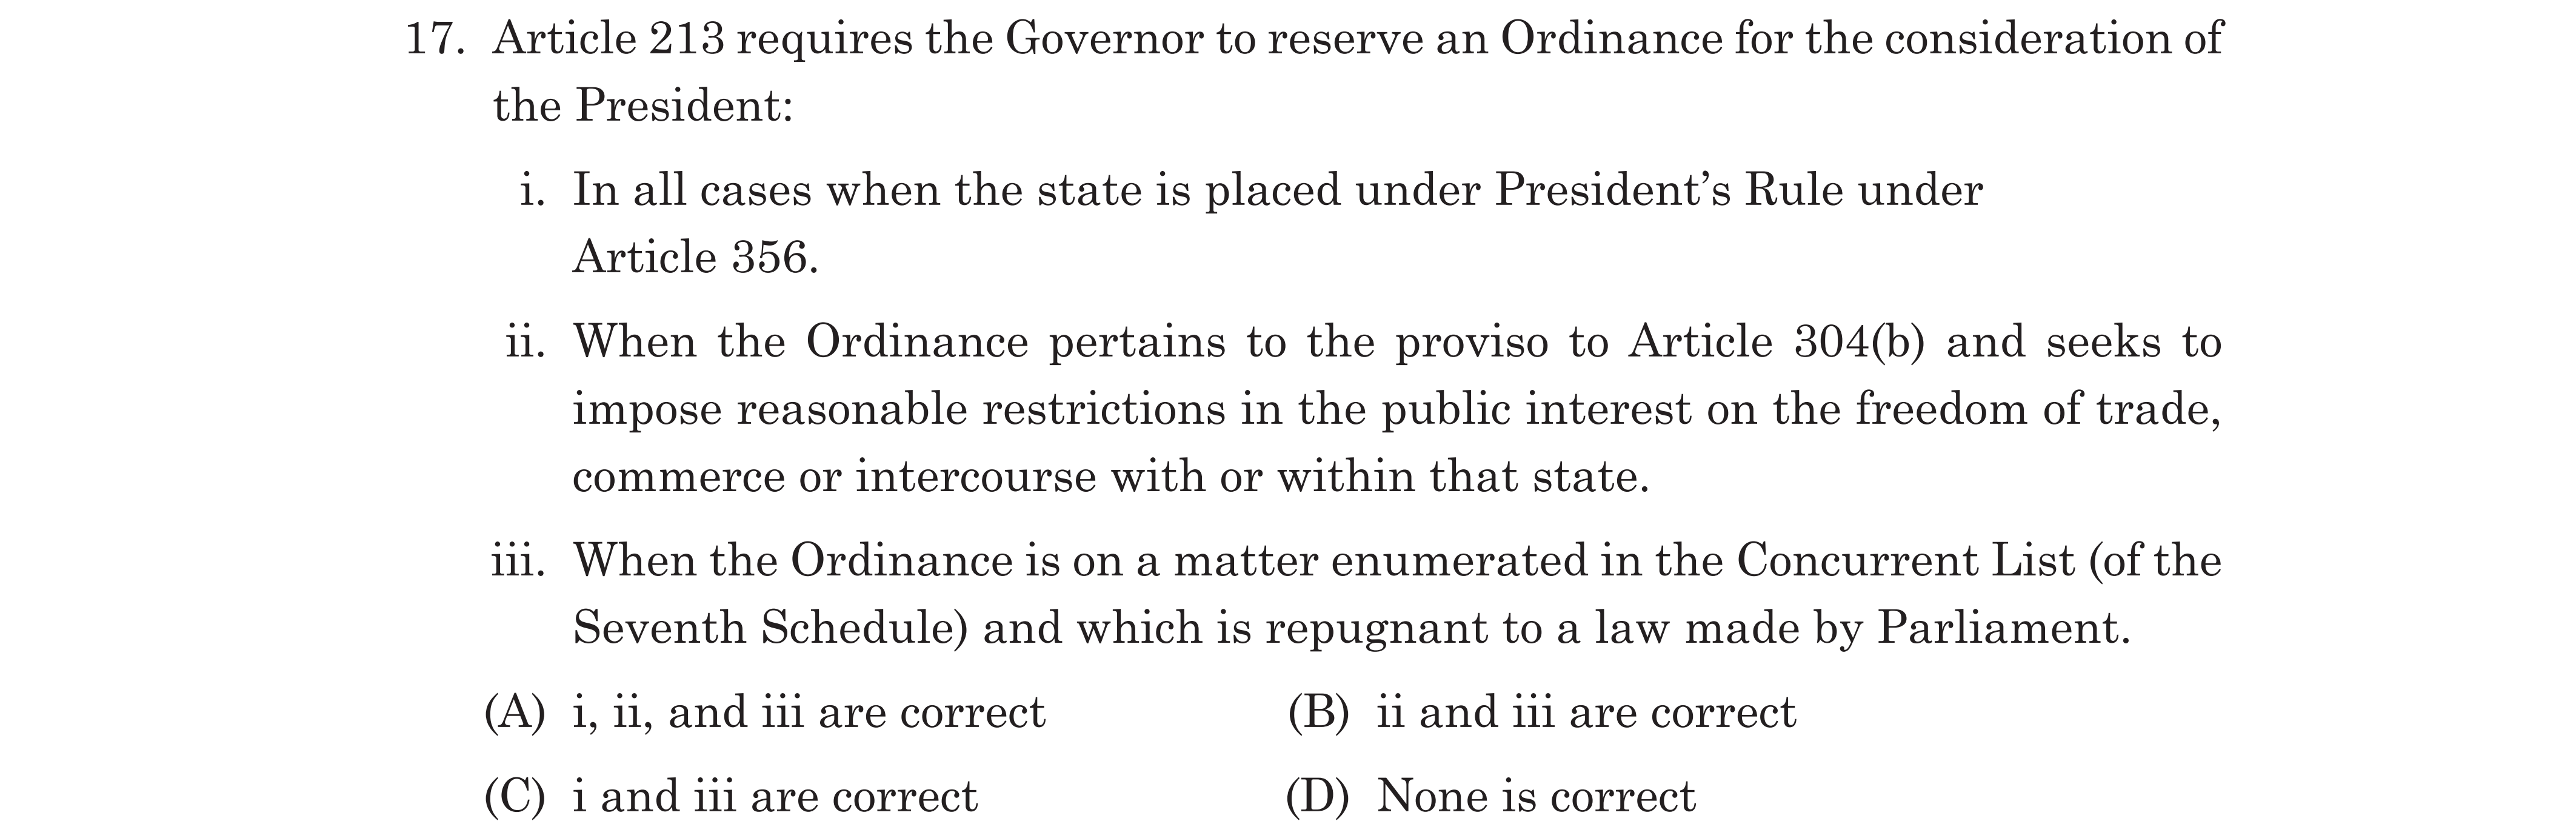 17. Article 213 requires the Governor to reserve an Ordinance for the consideration of
the President:
i. In all cases when the state is placed under President’s Rule under
Article 356.
ii. When the Ordinance pertains to the proviso to Article 304(b) and seeks to
impose reasonable restrictions in the public interest on the freedom of trade,
commerce or intercourse with or within that state.
iii. When the Ordinance is on a matter enumerated in the Concurrent List (of the
Seventh Schedule) and which is repugnant to a law made by Parliament.
(A) i, ii, and iii are correct (B) ii and iii are correct
(C) i and iii are correct (D) None is correct